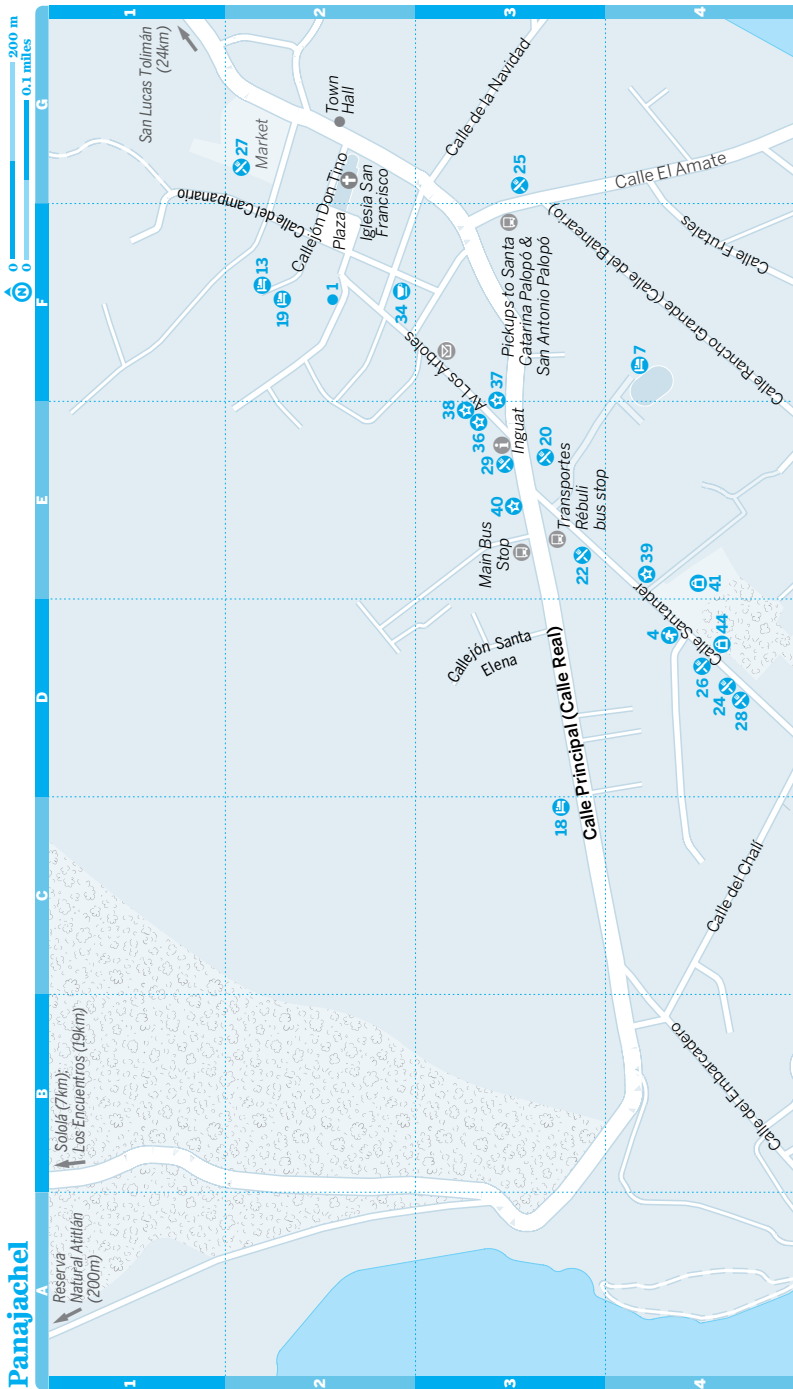 Panajachel
N
0
200 m
0
0.1 miles
A
B
C
D
E
F
G
1
2
3
4
1
2
3
4
Reserva
Natural Atitlán
(200m)
Sololá (7km);
Los Encuentros (19km)
San Lucas Tolimán
(24km)
27
Market
Calle del Campanario
13
19
Callejón Don Tino
Town
Hall
Plaza
1
Iglesia San
Francisco
34
Av Los Árboles
Calle de la Navidad
38
36
37
29
Inguat
40
Main Bus
Stop
Pickups to Santa
Catarina Palopó &
San Antonio Palopó
25
20
Transportes
Rébuli
bus stop
22
Callejón Santa
Elena
18
Calle Principal (Calle Real)
Calle El Amate
Calle Frutales
Calle Rancho Grande (Calle del Balneario)
7
39
41
Calle Santander
4
44
26
24
28
Calle del Chalí
Calle del Embarcadero